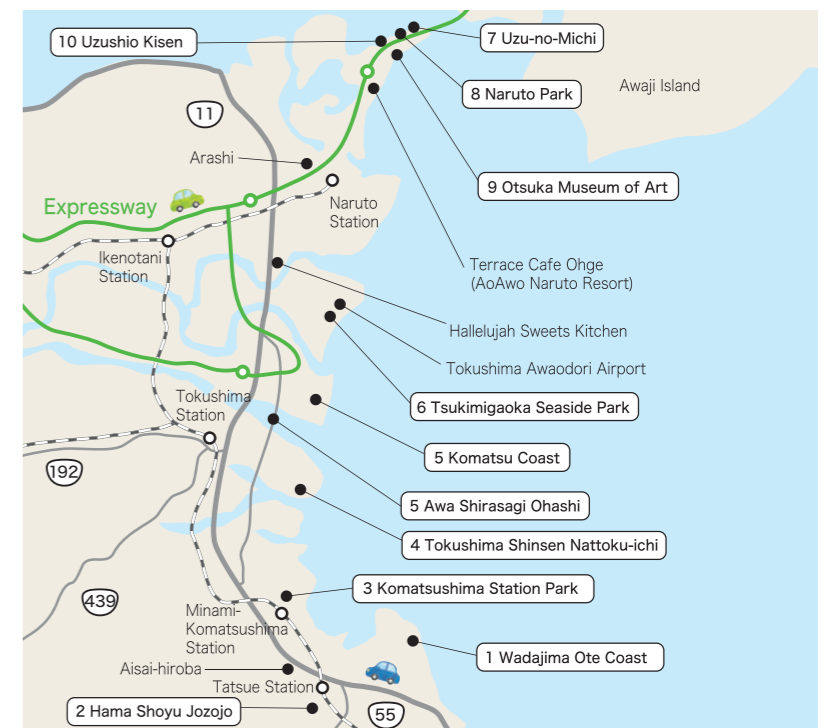 10 Uzushio Kisen
7 Uzu-no-Michi
8 Naruto Park
Awaji Island
11
Arashi
9 Otsuka Museum of Art
Expressway
Naruto
Station
Ikenotani
Station
Terrace Cafe Ohge
(AoAwo Naruto Resort)
Hallelujah Sweets Kitchen
Tokushima Awaodori Airport
Tokushima
Station
6 Tsukimigaoka Seaside Park
5 Komatsu Coast
192
5 Awa Shirasagi Ohashi
4 Tokushima Shinsen Nattoku-ichi
3 Komatsushima Station Park
439
Minami-
Komatsushima
Station
1 Wadajima Ote Coast
Aisai-hiroba
Tatsue Station
2 Hama Shoyu Jozojo
55